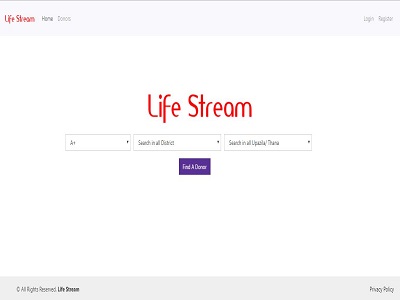 Life Stream Home Donors Login Register
Life Stream
A+ Search in all District Search in all Upazila/ Thana
Find A Donor
© All Rights Reserved. Life Stream Privacy Policy